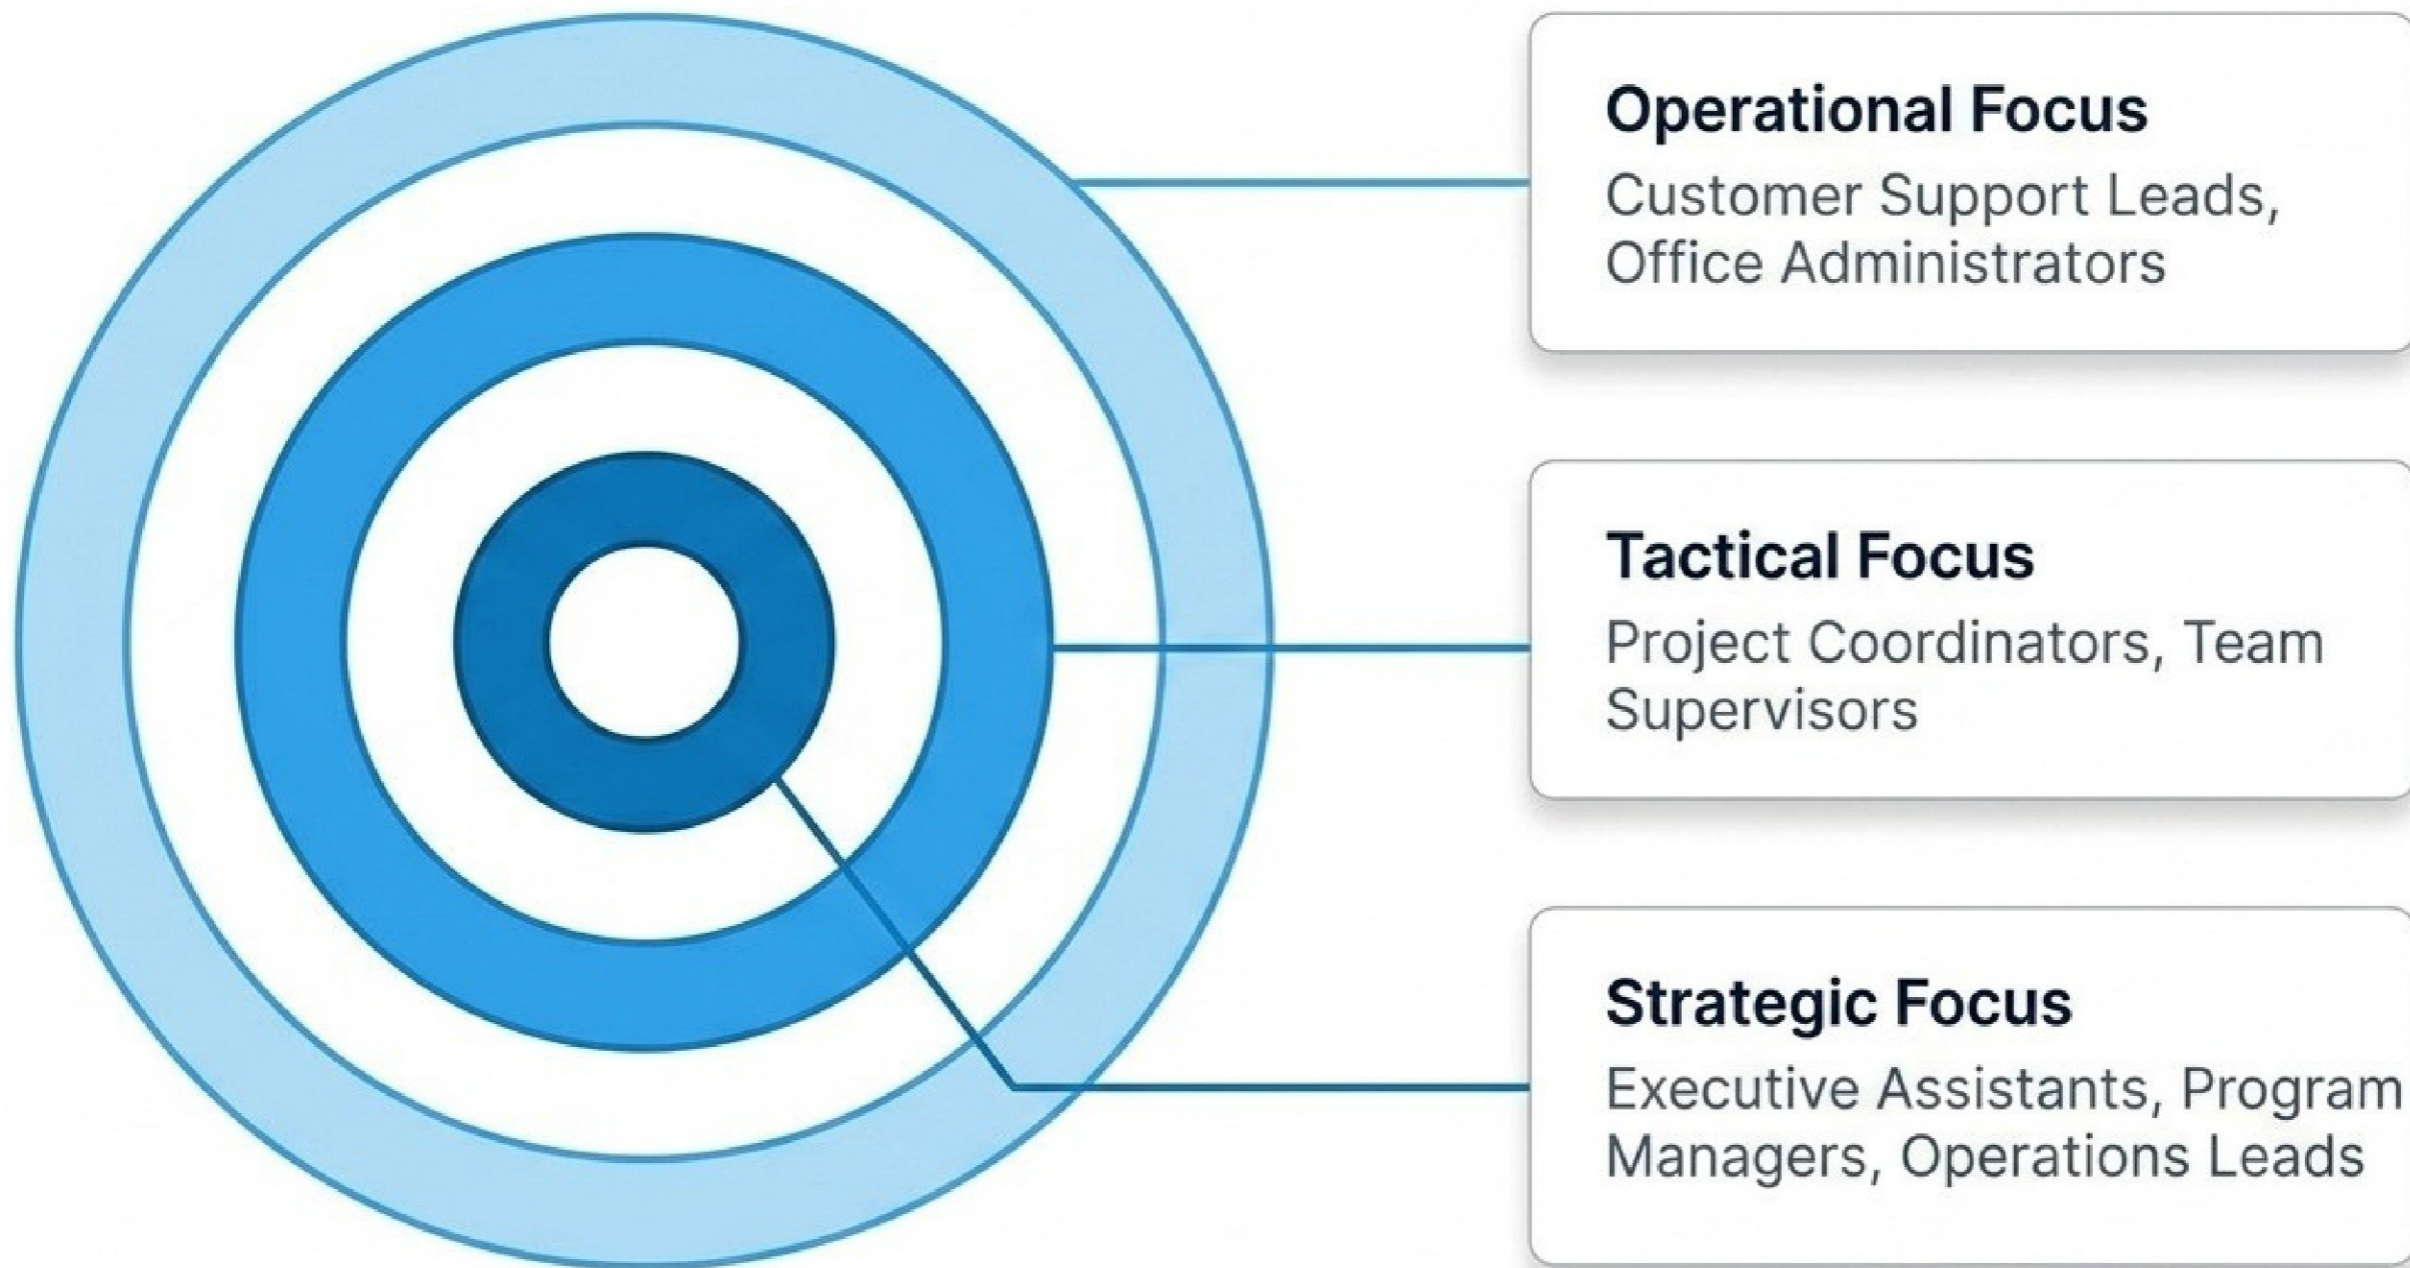 Operational Focus
Customer Support Leads,
Office Administrators
Tactical Focus
Project Coordinators, Team
Supervisors
Strategic Focus
Executive Assistants, Program
Managers, Operations Leads